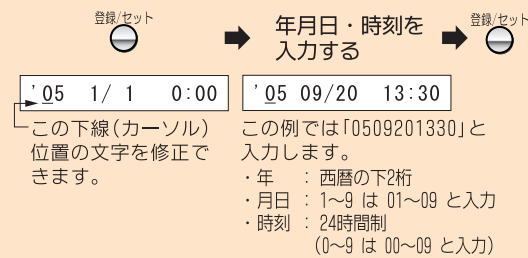 登録/セット
年月日・時刻を
入力する
登録/セット
'05 1/ 1 0:00
'05 09/20 13:30
この下線(カーソル)
位置の文字を修正で
きます。
この例では「0509201330」と
入力します。
・年 : 西暦の下2桁
・月日 : 1~9 は 01~09 と入力
・時刻 : 24時間制
(0~9 は 00~09 と入力)